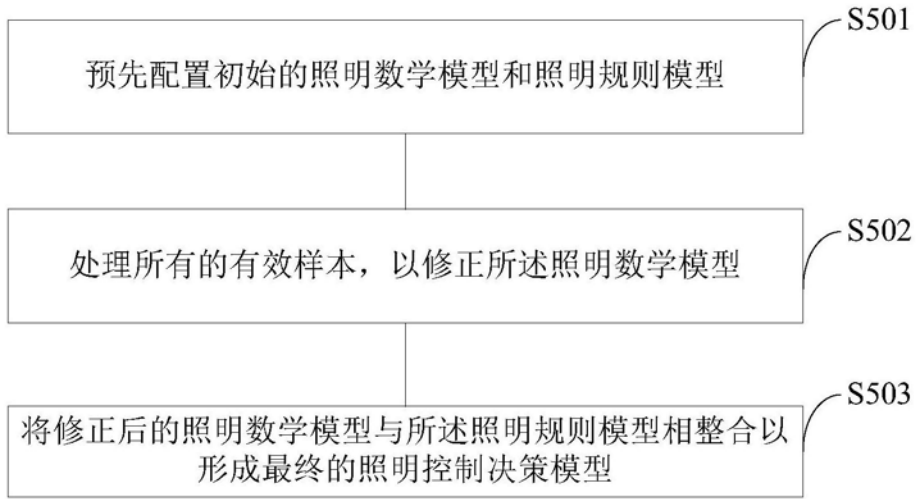 S501
预先配置初始的照明数学模型和照明规则模型
S502
处理所有的有效样本，以修正所述照明数学模型
S503
将修正后的照明数学模型与所述照明规则模型相整合以
形成最终的照明控制决策模型